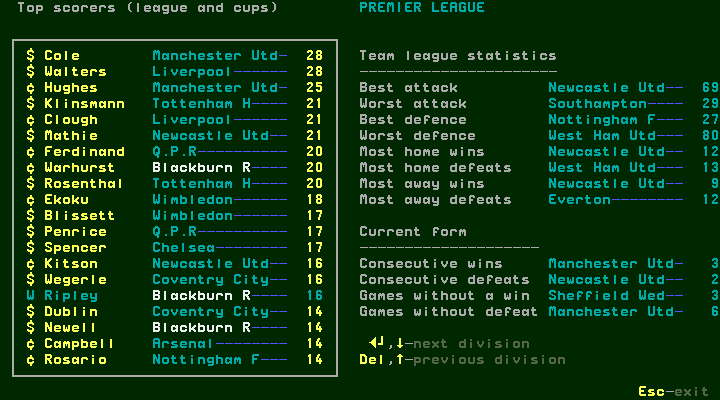 Top scorers (league and cups)
$ Cole Manchester Utd- 28
$ Walters Liverpool------- 28
¢ Hughes Manchester Utd- 25
$ Klinsmann Tottenham H---- 21
¢ Clough Liverpool------- 21
$ Mathie Newcastle Utd-- 21
¢ Ferdinand Q.P.R----------- 20
¢ Warhurst Blackburn R---- 20
$ Rosenthal Tottenham H---- 20
¢ Ekoku Wimbledon------- 18
$ Blissett Wimbledon------- 17
$ Penrice Q.P.R----------- 17
$ Spencer Chelsea--------- 17
¢ Kitson Newcastle Utd-- 16
$ Wegerle Coventry City-- 16
W Ripley Blackburn R---- 16
$ Dublin Coventry City-- 14
$ Newell Blackburn R---- 14
¢ Campbell Arsenal--------- 14
¢ Rosario Nottingham F--- 14
PREMIER LEAGUE
Team league statistics
----------------------
Best attack Newcastle Utd-- 69
Worst attack Southampton---- 29
Best defence Nottingham F--- 27
Worst defence West Ham Utd--- 80
Most home wins Newcastle Utd-- 12
Most home defeats West Ham Utd--- 13
Most away wins Newcastle Utd-- 9
Most away defeats Everton-------- 12
Current form
--------------------
Consecutive wins Manchester Utd- 3
Consecutive defeats Newcastle Utd-- 2
Games without a win Sheffield Wed-- 3
Games without defeat Manchester Utd- 6
↲,↓-next division
Del,↑-previous division
Esc-exit